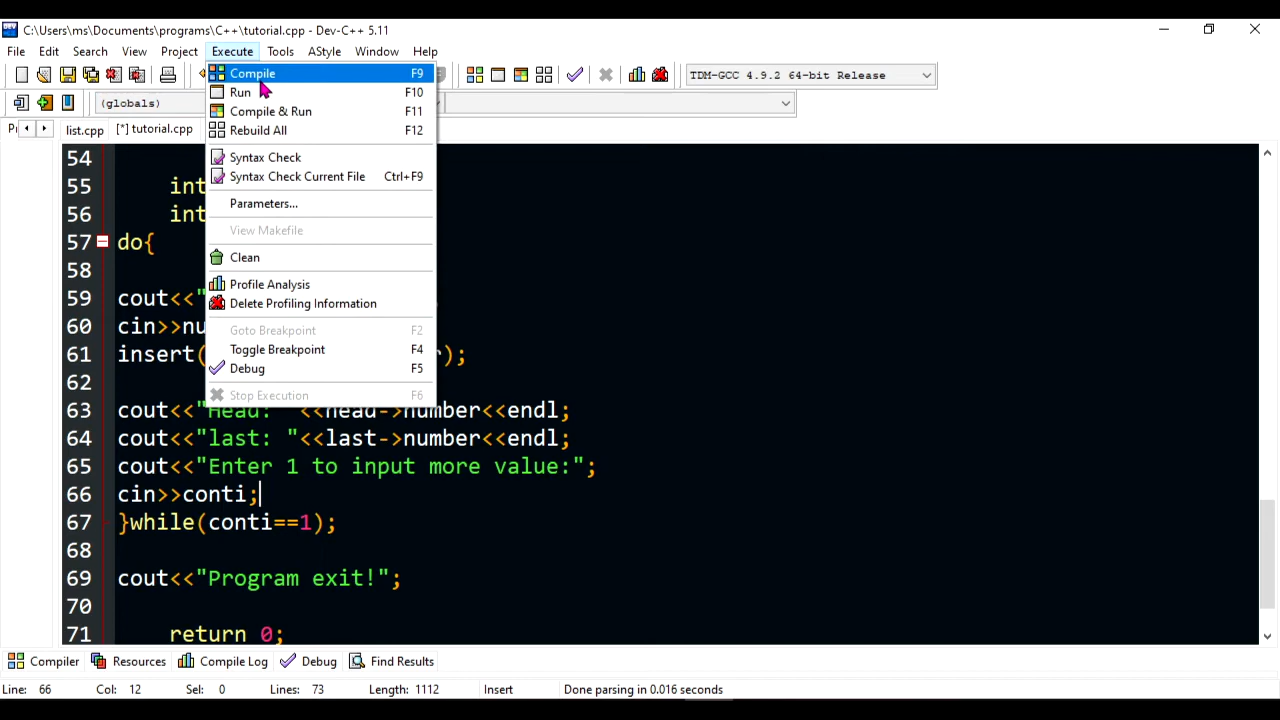 C:\Users\ms\Documents\programs\C++\tutorial.cpp - Dev-C++ 5.11
File Edit Search View Project Execute Tools AStyle Window Help
TDM-GCC 4.9.2 64-bit Release
(globals)
list.cpp [*] tutorial.cpp
Compile F9
Run F10
Compile & Run F11
Rebuild All F12
Syntax Check
Syntax Check Current File Ctrl+F9
Parameters...
View Makefile
Clean
Profile Analysis
Delete Profiling Information
Goto Breakpoint F2
Toggle Breakpoint F4
Debug F5
Stop Execution F6
54
55 int
56 int
57 do{
58
59 cout<<"
60 cin>>nu
61 insert( );
62
63 cout<<"Head: "<<head->number<<endl;
64 cout<<"last: "<<last->number<<endl;
65 cout<<"Enter 1 to input more value:";
66 cin>>conti;
67 }while(conti==1);
68
69 cout<<"Program exit!";
70
71 return 0;
Compiler Resources Compile Log Debug Find Results
Line: 66 Col: 12 Sel: 0 Lines: 73 Length: 1112 Insert Done parsing in 0.016 seconds